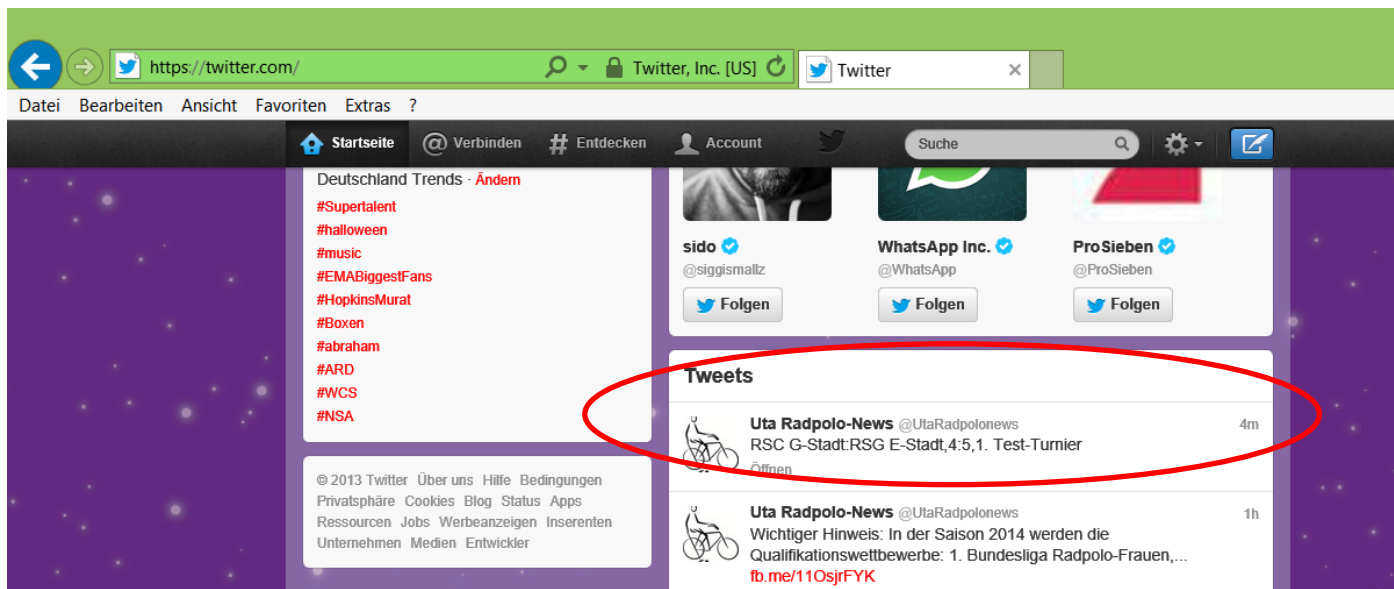 https://twitter.com/
Twitter, Inc. [US]
Twitter
Datei Bearbeiten Ansicht Favoriten Extras ?
Startseite @ Verbinden # Entdecken Account Suche
Deutschland Trends · Ändern
#Supertalent
#halloween
#music
#EMABiggestFans
#HopkinsMurat
#Boxen
#abraham
#ARD
#WCS
#NSA
© 2013 Twitter Über uns Hilfe Bedingungen
Privatsphäre Cookies Blog Status Apps
Ressourcen Jobs Werbeanzeigen Inserenten
Unternehmen Medien Entwickler
sido
@siggismallz
Folgen
WhatsApp Inc.
@WhatsApp
Folgen
ProSieben
@ProSieben
Folgen
Tweets
Uta Radpolo-News @UtaRadpolonews 4m
RSC G-Stadt:RSG E-Stadt,4:5,1. Test-Turnier
Öffnen
Uta Radpolo-News @UtaRadpolonews 1h
Wichtiger Hinweis: In der Saison 2014 werden die
Qualifikationswettbewerbe: 1. Bundesliga Radpolo-Frauen,...
fb.me/11OsjrFYK